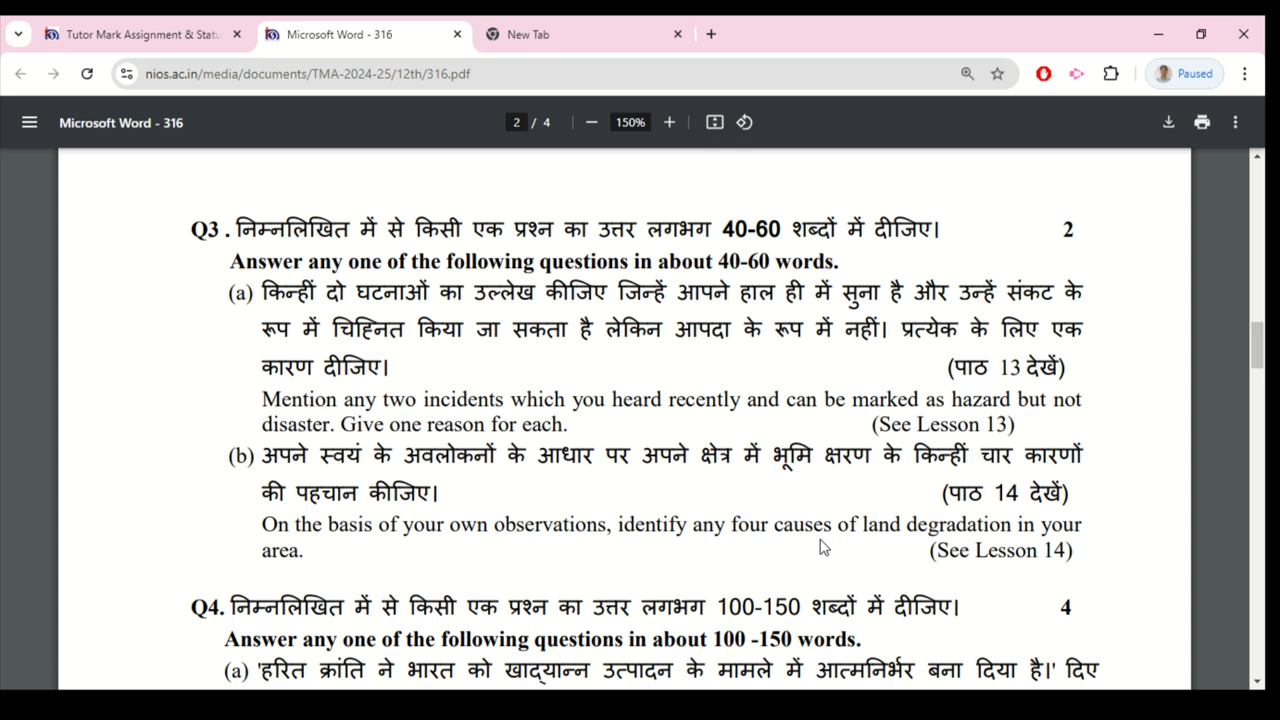 Tutor Mark Assignment & Statu
Microsoft Word - 316
New Tab
nios.ac.in/media/documents/TMA-2024-25/12th/316.pdf
Paused
Microsoft Word - 316
2 / 4
150%
Q3 . निम्नलिखित में से किसी एक प्रश्न का उत्तर लगभग 40-60 शब्दों में दीजिए। 2
Answer any one of the following questions in about 40-60 words.
(a) किन्हीं दो घटनाओं का उल्लेख कीजिए जिन्हें आपने हाल ही में सुना है और उन्हें संकट के
रूप में चिह्नित किया जा सकता है लेकिन आपदा के रूप में नहीं। प्रत्येक के लिए एक
कारण दीजिए। (पाठ 13 देखें)
Mention any two incidents which you heard recently and can be marked as hazard but not
disaster. Give one reason for each. (See Lesson 13)
(b) अपने स्वयं के अवलोकनों के आधार पर अपने क्षेत्र में भूमि क्षरण के किन्हीं चार कारणों
की पहचान कीजिए। (पाठ 14 देखें)
On the basis of your own observations, identify any four causes of land degradation in your
area. (See Lesson 14)
Q4. निम्नलिखित में से किसी एक प्रश्न का उत्तर लगभग 100-150 शब्दों में दीजिए। 4
Answer any one of the following questions in about 100 -150 words.
(a) 'हरित क्रांति ने भारत को खाद्यान्न उत्पादन के मामले में आत्मनिर्भर बना दिया है।' दिए